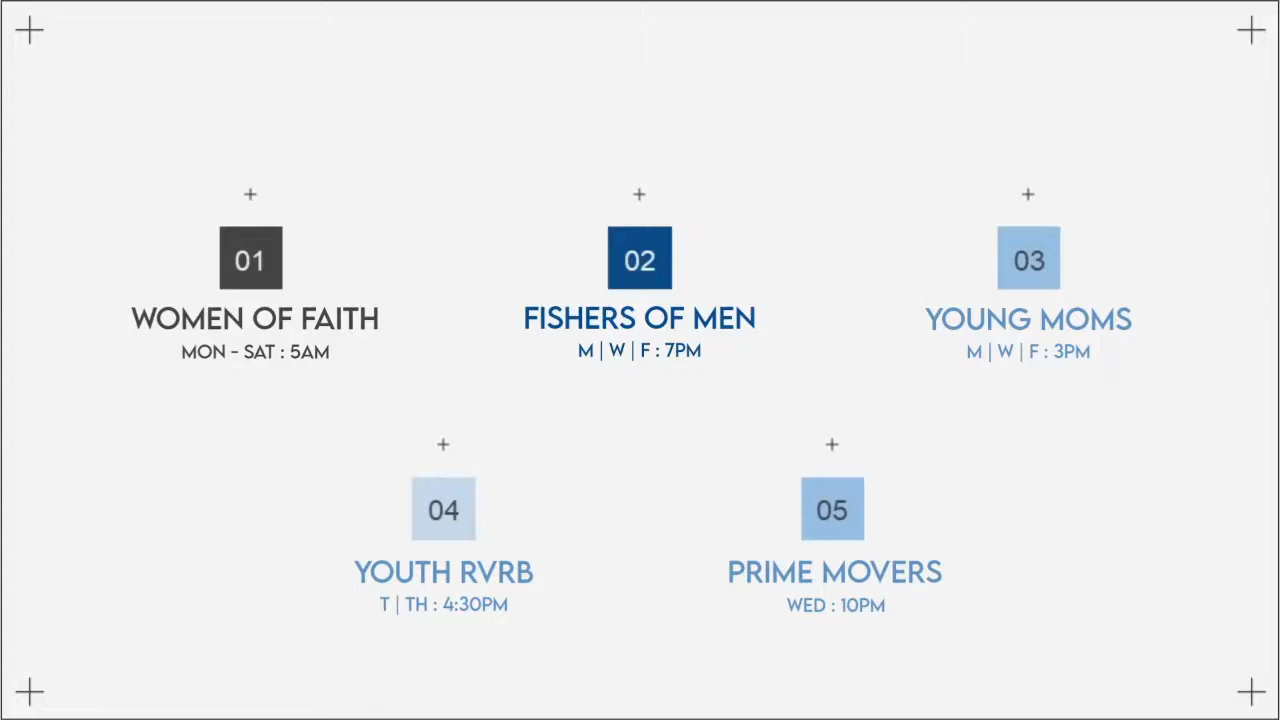 01
WOMEN OF FAITH
MON - SAT : 5AM
02
FISHERS OF MEN
M | W | F : 7PM
03
YOUNG MOMS
M | W | F : 3PM
04
YOUTH RVRB
T | TH : 4:30PM
05
PRIME MOVERS
WED : 10PM